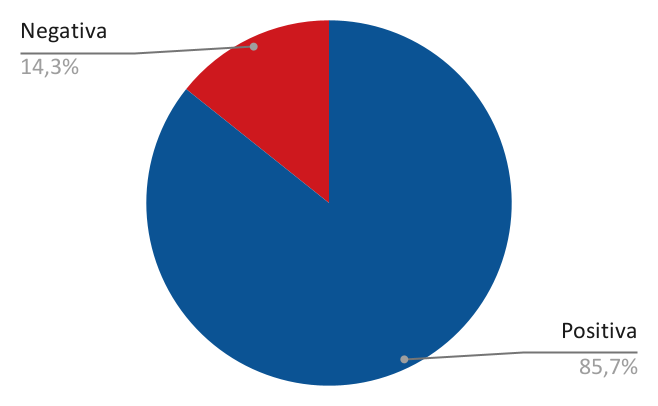 Negativa
14,3%
Positiva
85,7%